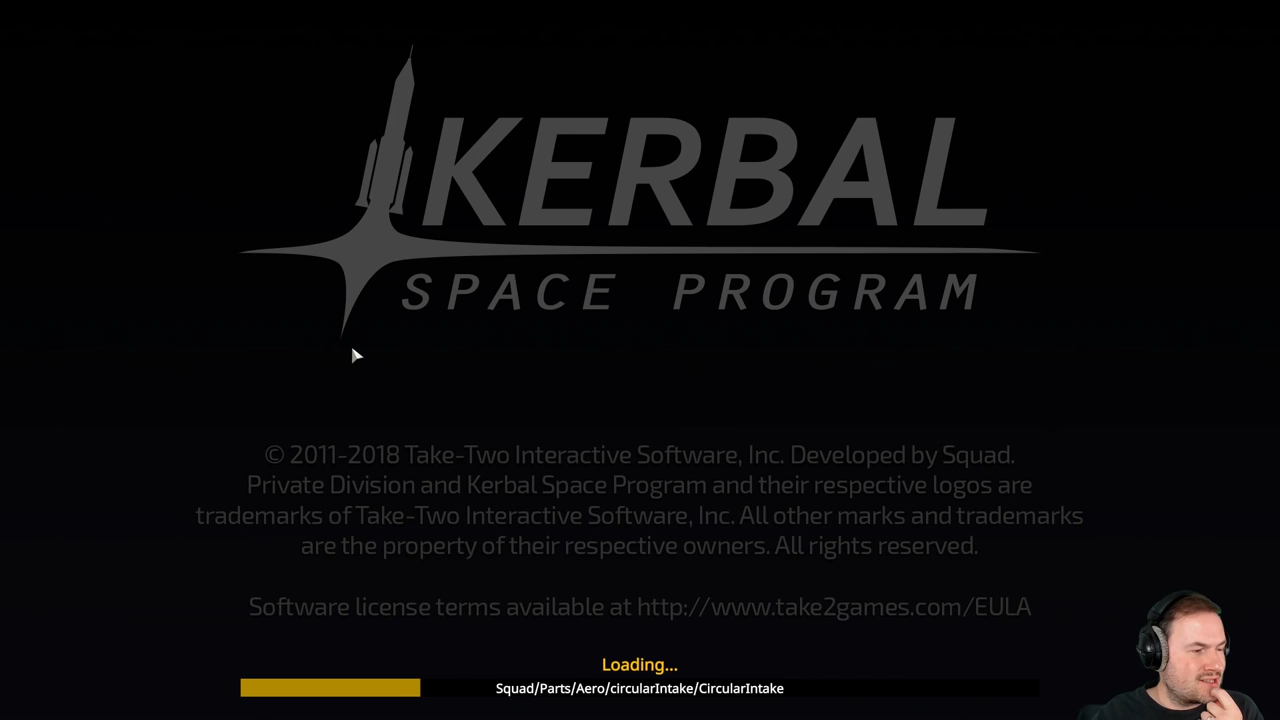 KERBAL
SPACE PROGRAM
© 2011-2018 Take-Two Interactive Software, Inc. Developed by Squad.
Private Division and Kerbal Space Program and their respective logos are
trademarks of Take-Two Interactive Software, Inc. All other marks and trademarks
are the property of their respective owners. All rights reserved.
Software license terms available at http://www.take2games.com/EULA
Loading...
Squad/Parts/Aero/circularIntake/CircularIntake